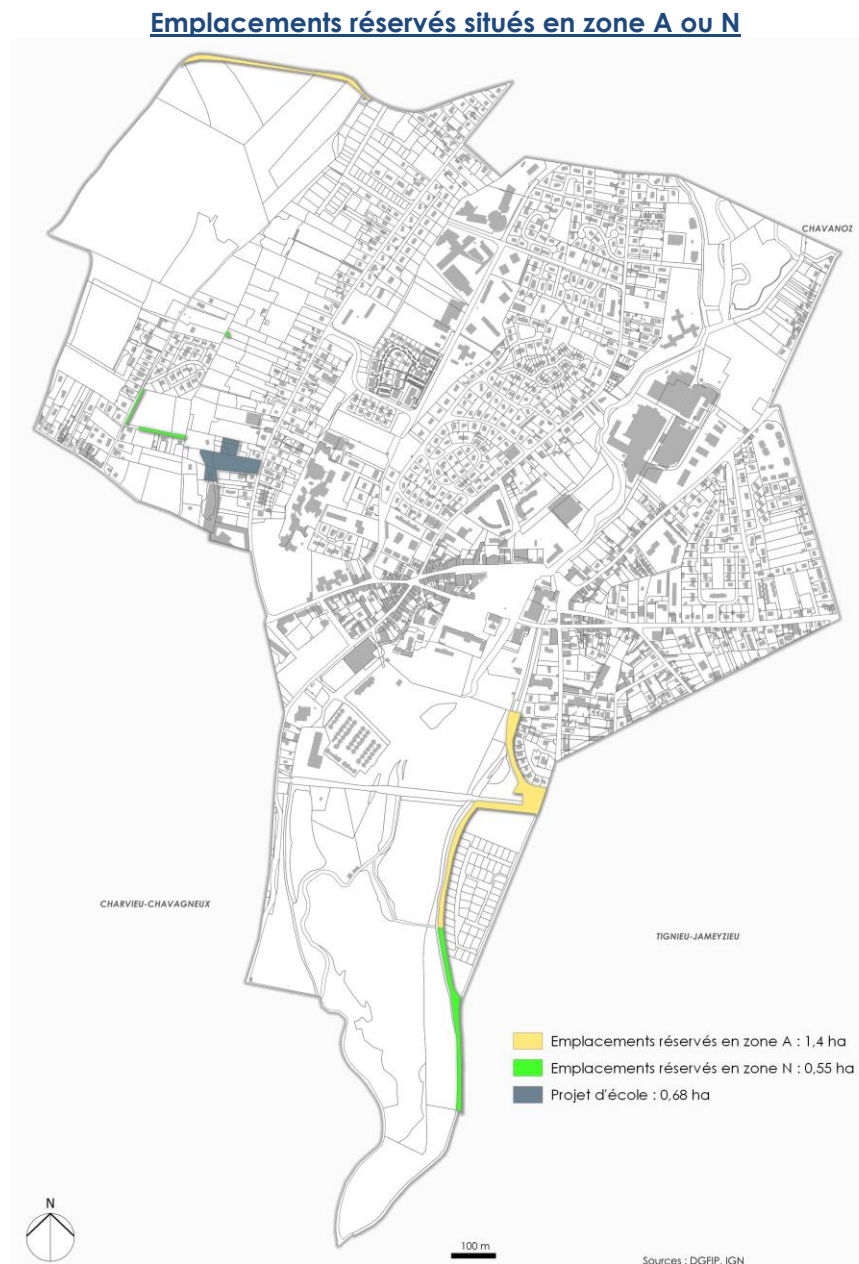 Emplacements réservés situés en zone A ou N
CHAVANOZ
CHARVIEU-CHAVAGNEUX
TIGNIEU-JAMEYZIEU
Emplacements réservés en zone A : 1,4 ha
Emplacements réservés en zone N : 0,55 ha
Projet d'école : 0,68 ha
N
100 m
Sources : DGFIP, IGN